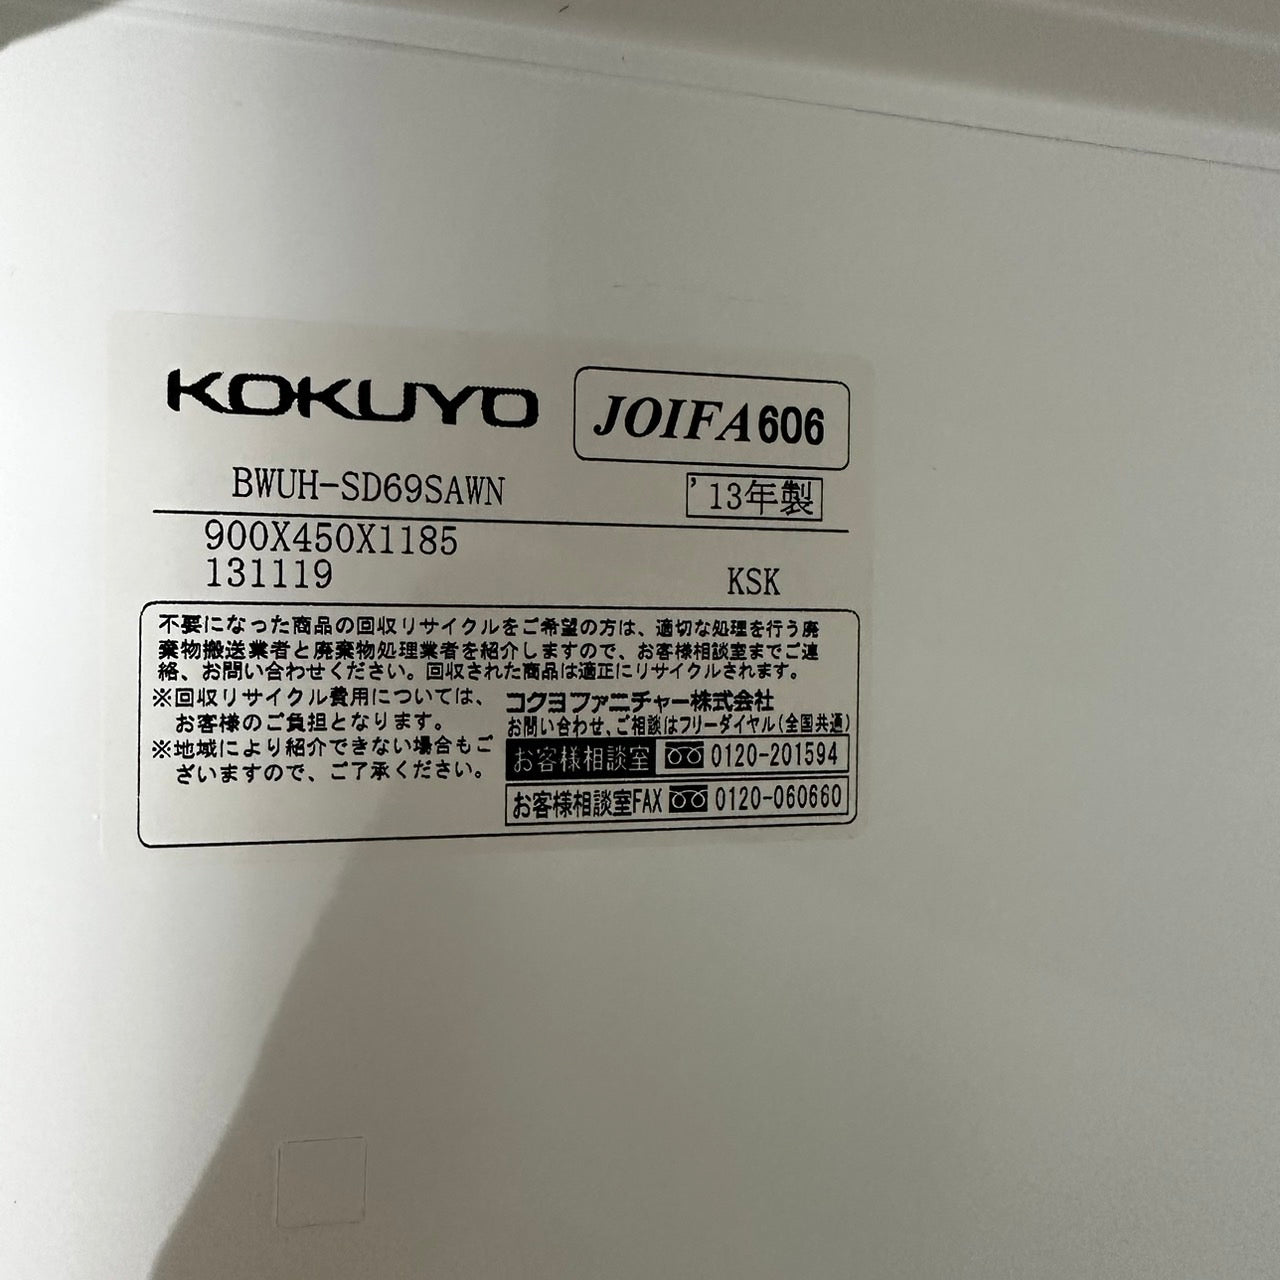 KOKUYO
JOIFA606
BWUH-SD69SAWN
'13年製
900X450X1185
131119
KSK
不要になった商品の回収リサイクルをご希望の方は、適切な処理を行う廃
棄物搬送業者と廃棄物処理業者を紹介しますので、お客様相談室までご連
絡、お問い合わせください。回収された商品は適正にリサイクルされます。
※回収リサイクル費用については、
お客様のご負担となります。
※地域により紹介できない場合もご
ざいますので、ご了承ください。
コクヨファニチャー株式会社
お問い合わせ、ご相談はフリーダイヤル(全国共通)
お客様相談室 0120-201594
お客様相談室FAX 0120-060660